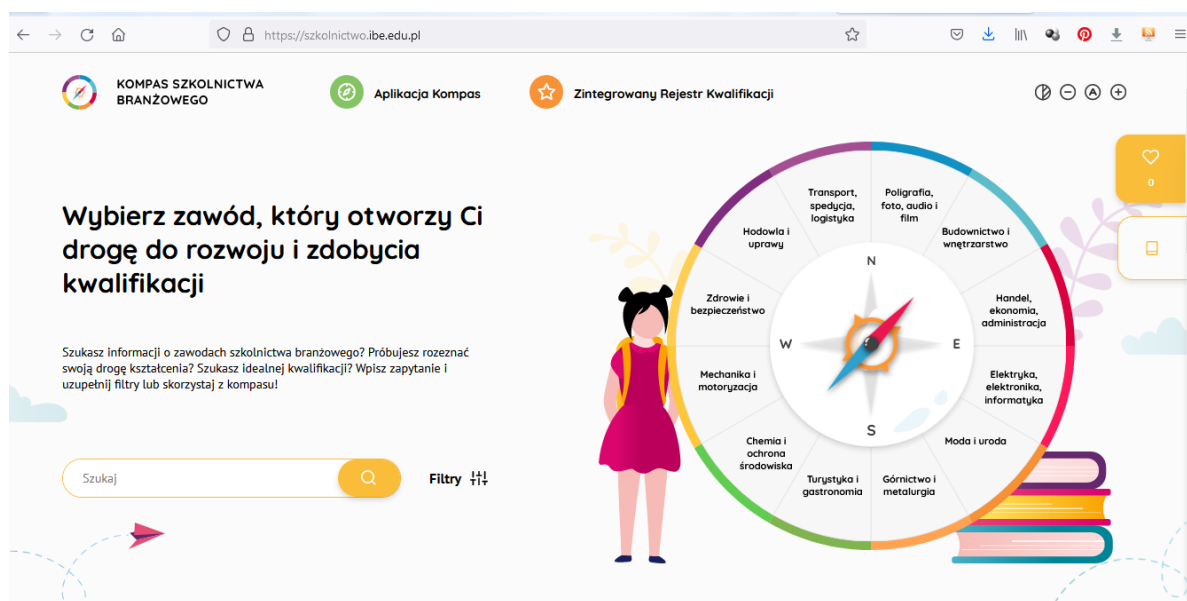 https://szkolnictwo.ibe.edu.pl
KOMPAS SZKOLNICTWA
BRANŻOWEGO
Aplikacja Kompas
Zintegrowany Rejestr Kwalifikacji
A
0
Wybierz zawód, który otworzy Ci
drogę do rozwoju i zdobycia
kwalifikacji
Szukasz informacji o zawodach szkolnictwa branżowego? Próbujesz rozeznać
swoją drogę kształcenia? Szukasz idealnej kwalifikacji? Wpisz zapytanie i
uzupełnij filtry lub skorzystaj z kompasu!
Szukaj
Filtry
Transport,
spedycja,
logistyka
Poligrafia,
foto, audio i
film
Budownictwo i
wnętrzarstwo
Handel,
ekonomia,
administracja
Elektryka,
elektronika,
informatyka
Moda i uroda
Górnictwo i
metalurgia
Turystyka i
gastronomia
Chemia i
ochrona
środowiska
Mechanika i
motoryzacja
Zdrowie i
bezpieczeństwo
Hodowla i
uprawy
N
W
E
S